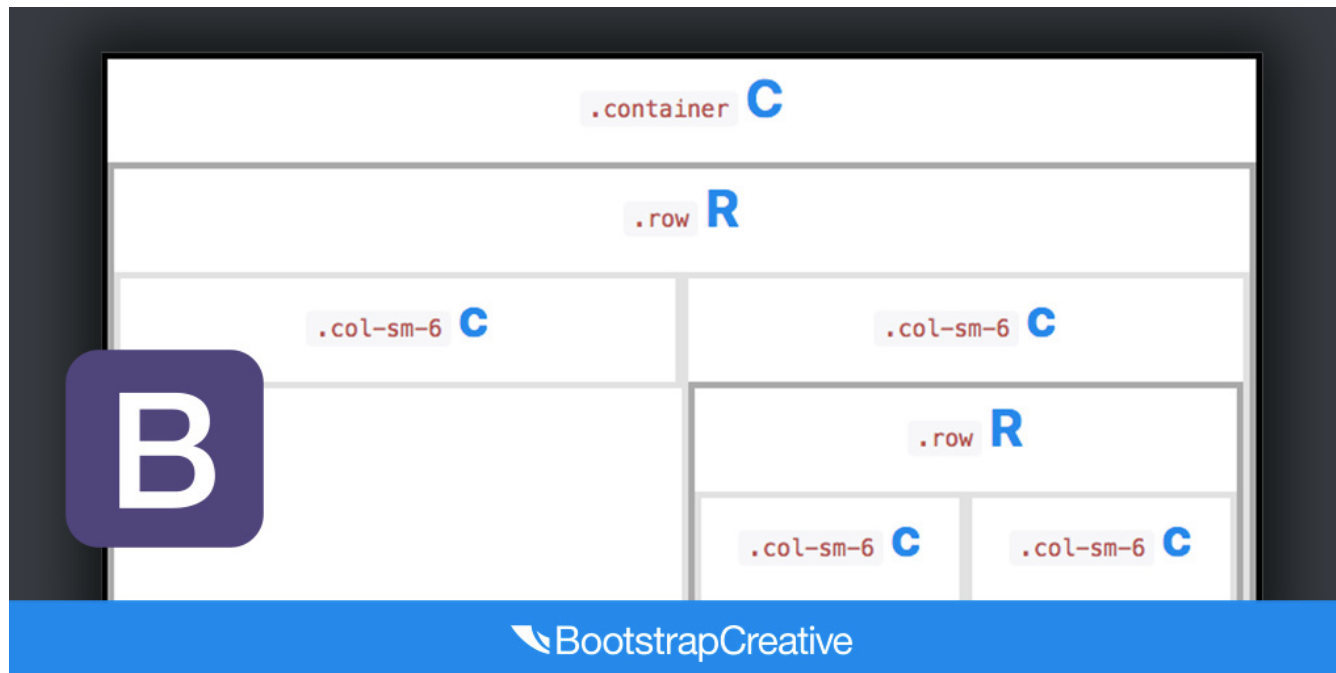 .container C
.row R
.col-sm-6 C .col-sm-6 C
.row R
B
.col-sm-6 C .col-sm-6 C
BootstrapCreative